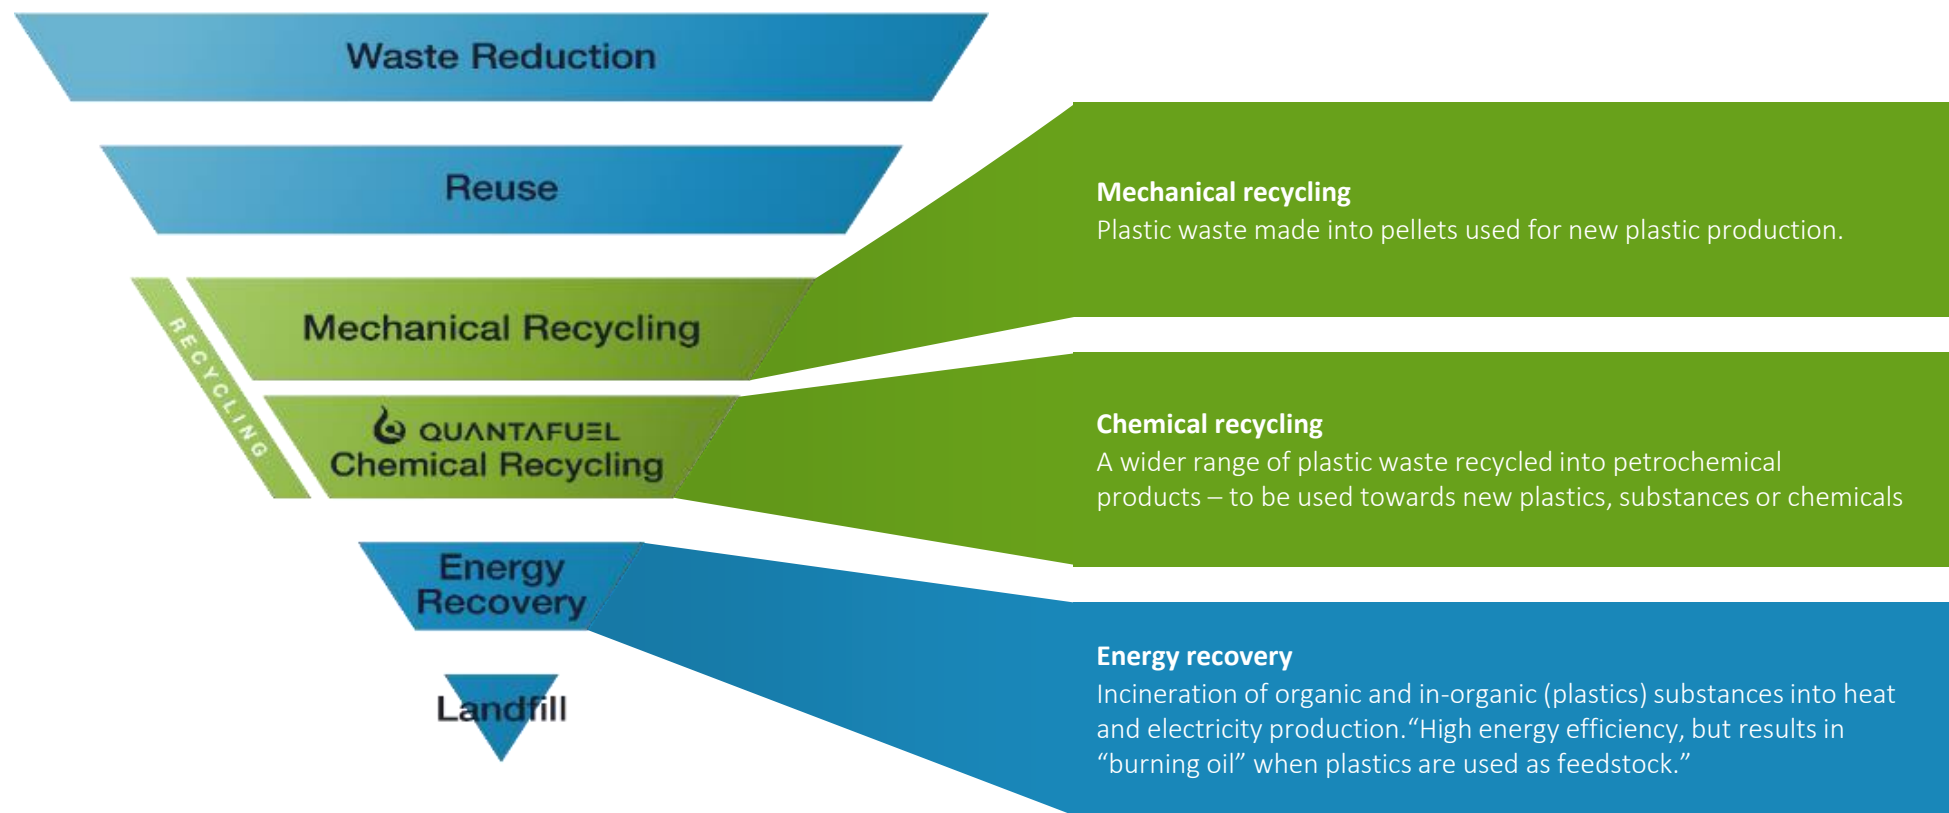 Waste Reduction
Reuse
RECYCLING
Mechanical Recycling
QUANTAFUEL
Chemical Recycling
Energy
Recovery
Landfill
Mechanical recycling
Plastic waste made into pellets used for new plastic production.
Chemical recycling
A wider range of plastic waste recycled into petrochemical
products – to be used towards new plastics, substances or chemicals
Energy recovery
Incineration of organic and in-organic (plastics) substances into heat
and electricity production.“High energy efficiency, but results in
“burning oil” when plastics are used as feedstock.”